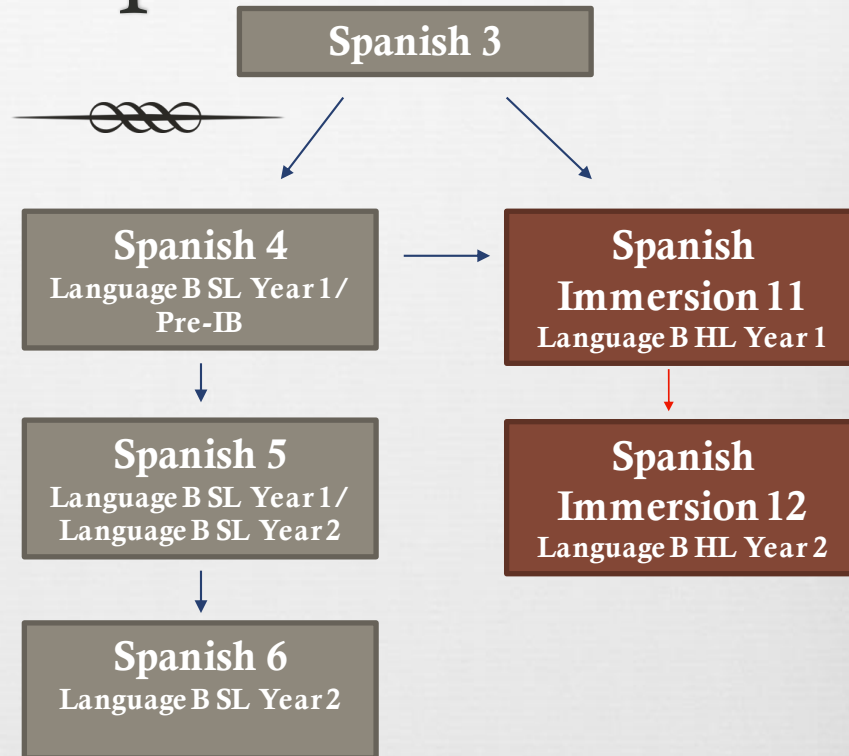 Spanish 3
Spanish 4
Language B SL Year 1/
Pre-IB
Spanish
Immersion 11
Language B HL Year 1
Spanish 5
Language B SL Year 1/
Language B SL Year 2
Spanish
Immersion 12
Language B HL Year 2
Spanish 6
Language B SL Year 2